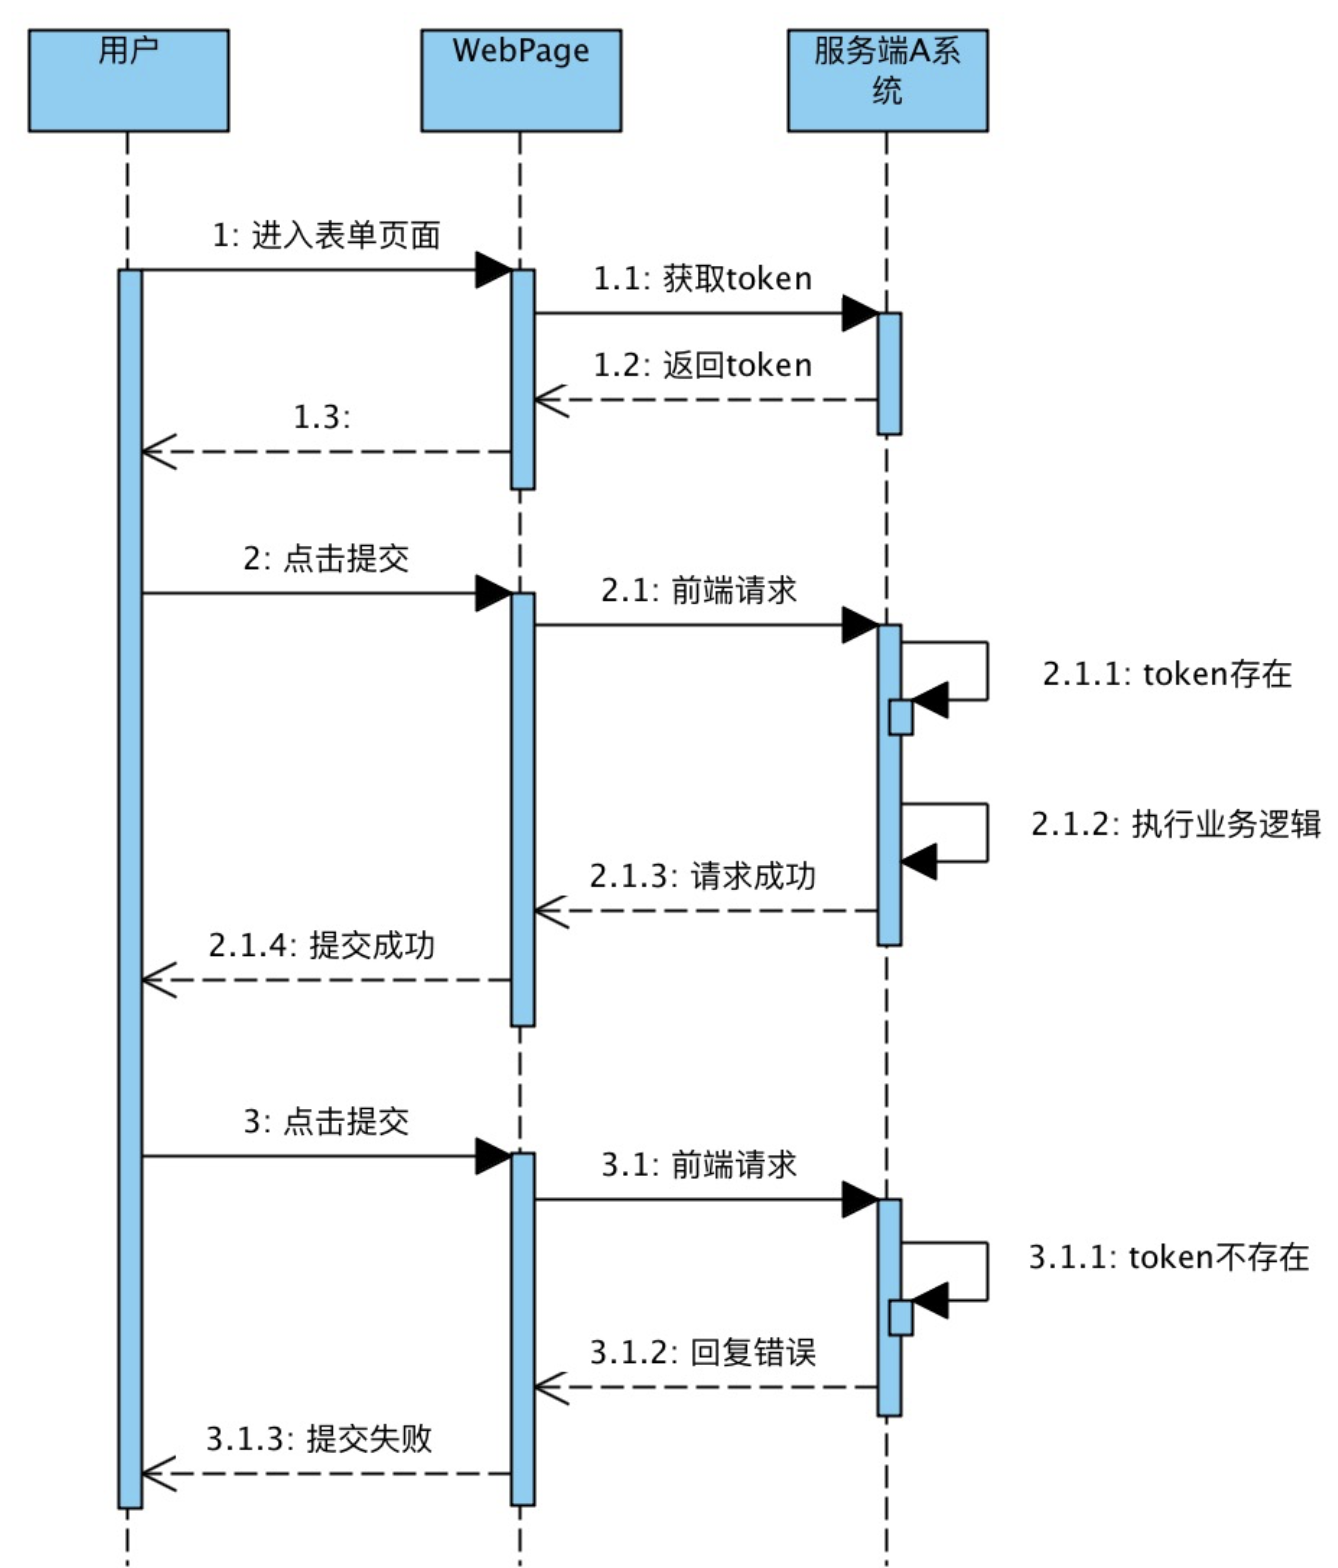 用户
WebPage
服务端A系
统
1: 进入表单页面
1.1: 获取token
1.2: 返回token
1.3:
2: 点击提交
2.1: 前端请求
2.1.1: token存在
2.1.2: 执行业务逻辑
2.1.3: 请求成功
2.1.4: 提交成功
3: 点击提交
3.1: 前端请求
3.1.1: token不存在
3.1.2: 回复错误
3.1.3: 提交失败